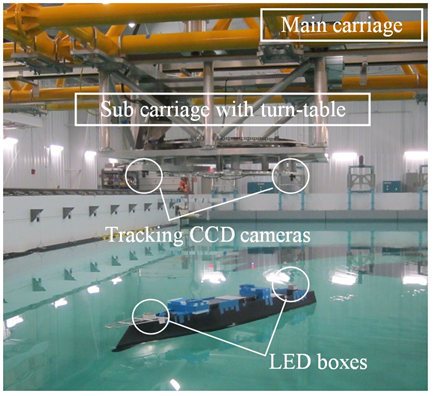 Main carriage
Sub carriage with turn-table
Tracking CCD cameras
LED boxes